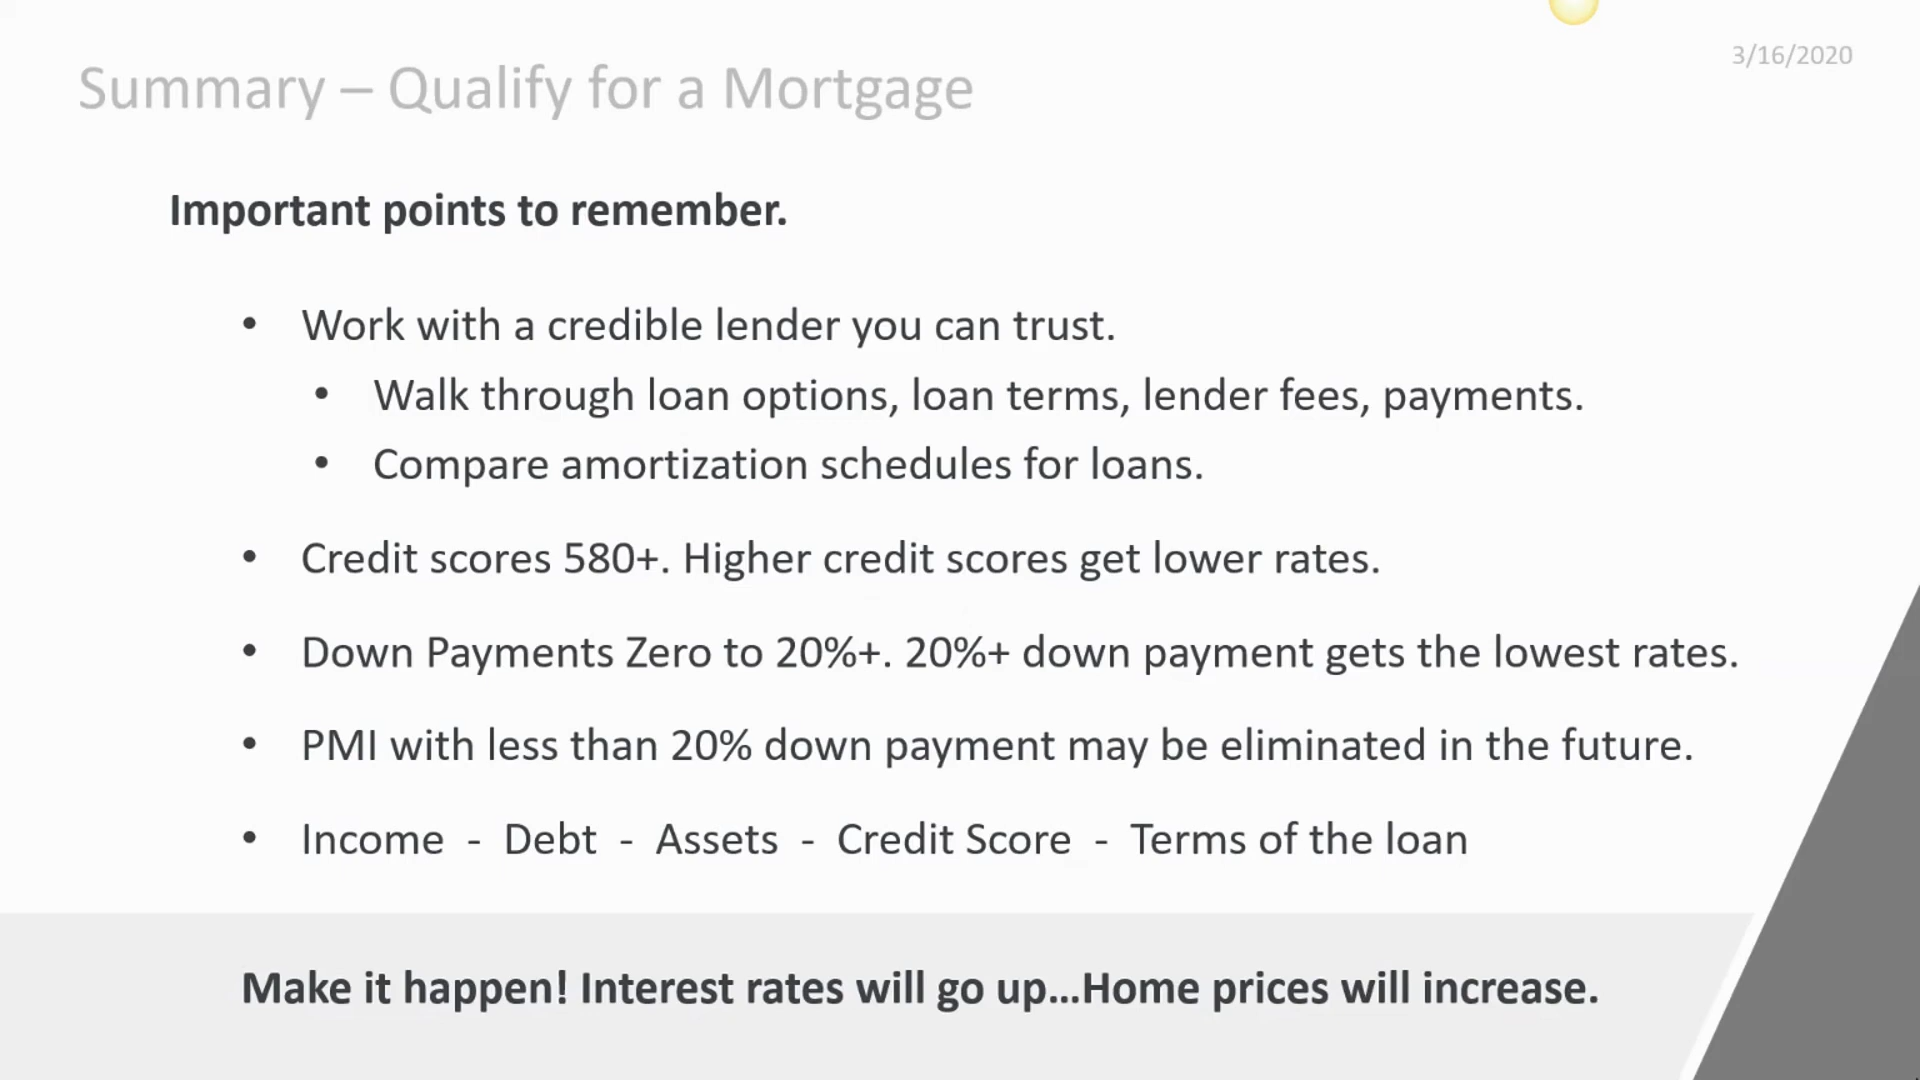 3/16/2020
Summary – Qualify for a Mortgage
Important points to remember.
• Work with a credible lender you can trust.
• Walk through loan options, loan terms, lender fees, payments.
• Compare amortization schedules for loans.
• Credit scores 580+. Higher credit scores get lower rates.
• Down Payments Zero to 20%+. 20%+ down payment gets the lowest rates.
• PMI with less than 20% down payment may be eliminated in the future.
• Income - Debt - Assets - Credit Score - Terms of the loan
Make it happen! Interest rates will go up...Home prices will increase.